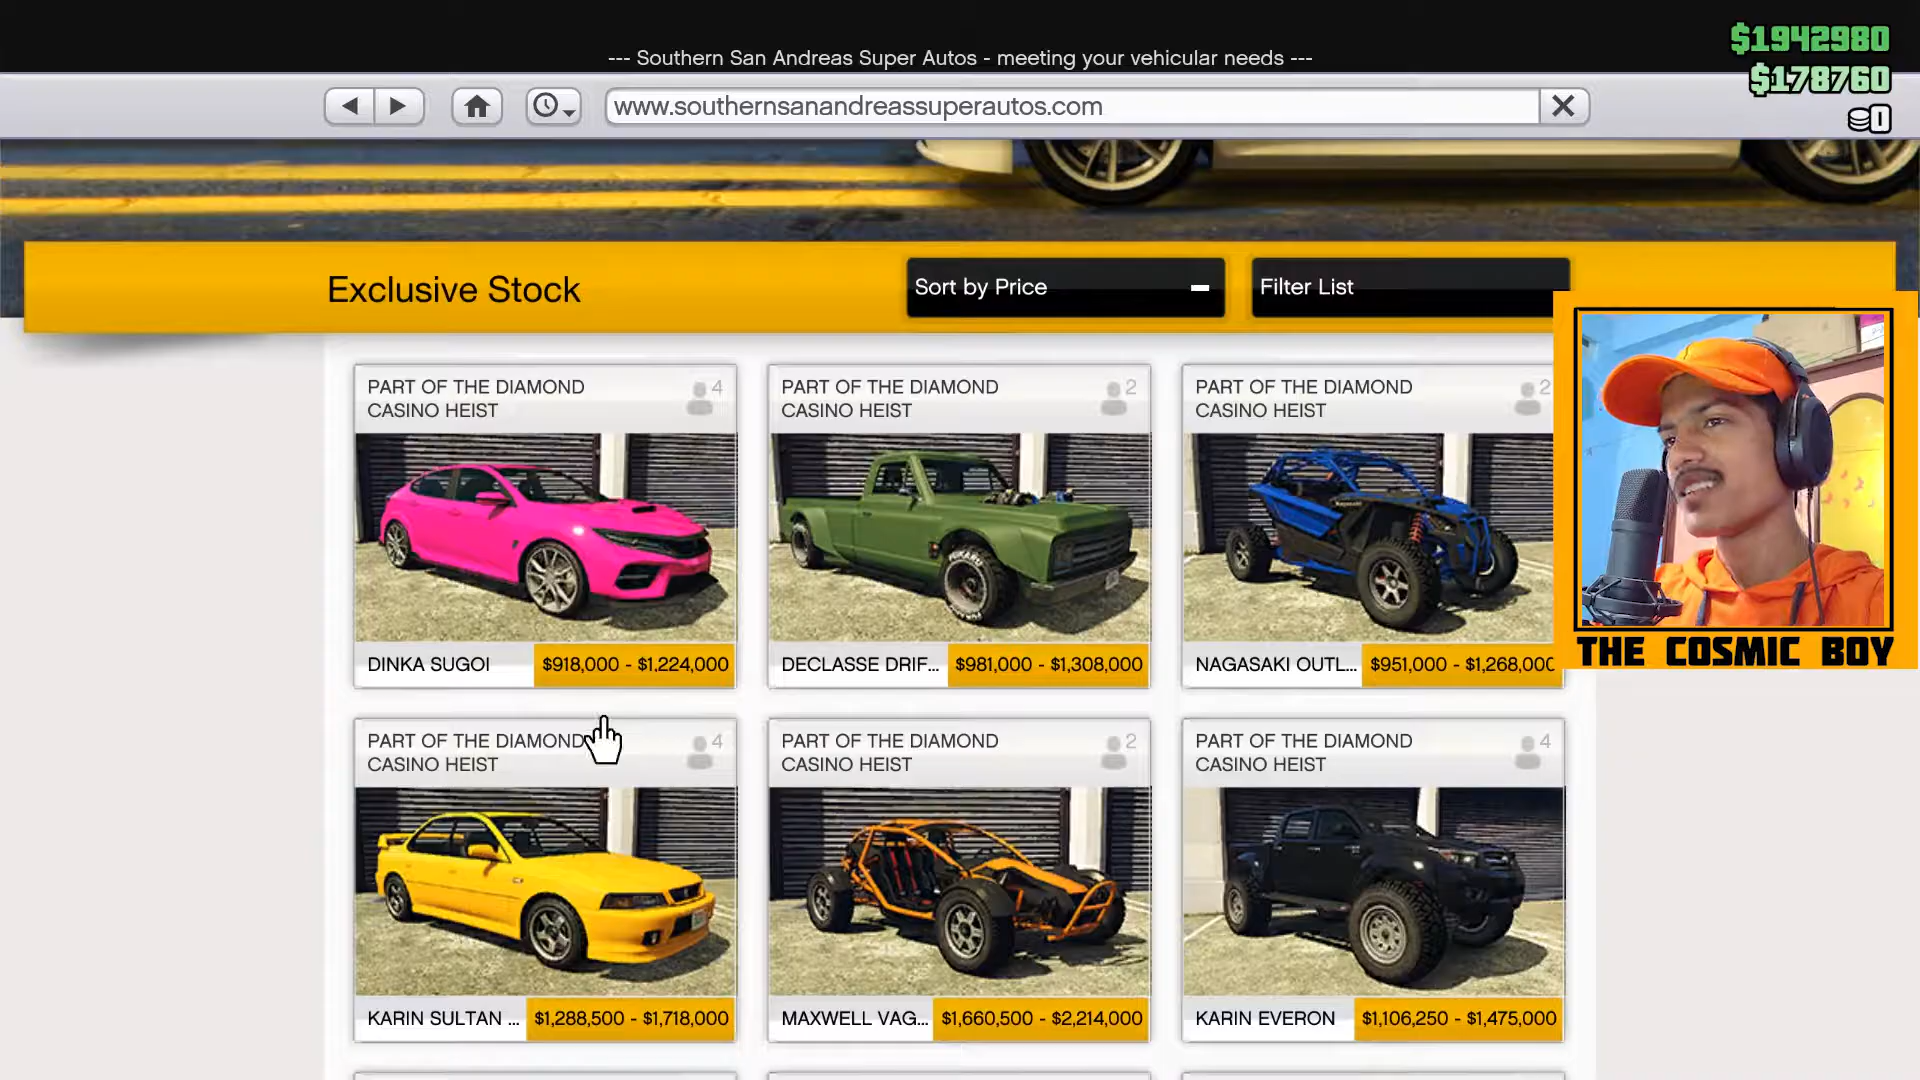 --- Southern San Andreas Super Autos - meeting your vehicular needs ---
$1942980
$178760
0
www.southernsanandreassuperautos.com
Exclusive Stock
Sort by Price
Filter List
PART OF THE DIAMOND
CASINO HEIST
4
PART OF THE DIAMOND
CASINO HEIST
2
PART OF THE DIAMOND
CASINO HEIST
2
DINKA SUGOI
$918,000 - $1,224,000
DECLASSE DRIF...
$981,000 - $1,308,000
NAGASAKI OUTL...
$951,000 - $1,268,000
THE COSMIC BOY
PART OF THE DIAMOND
CASINO HEIST
4
PART OF THE DIAMOND
CASINO HEIST
2
PART OF THE DIAMOND
CASINO HEIST
4
KARIN SULTAN ...
$1,288,500 - $1,718,000
MAXWELL VAG...
$1,660,500 - $2,214,000
KARIN EVERON
$1,106,250 - $1,475,000